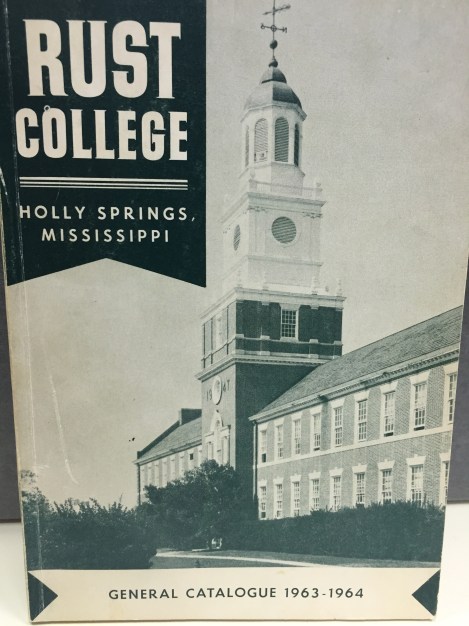 RUST
COLLEGE
HOLLY SPRINGS,
MISSISSIPPI
GENERAL CATALOGUE 1963-1964